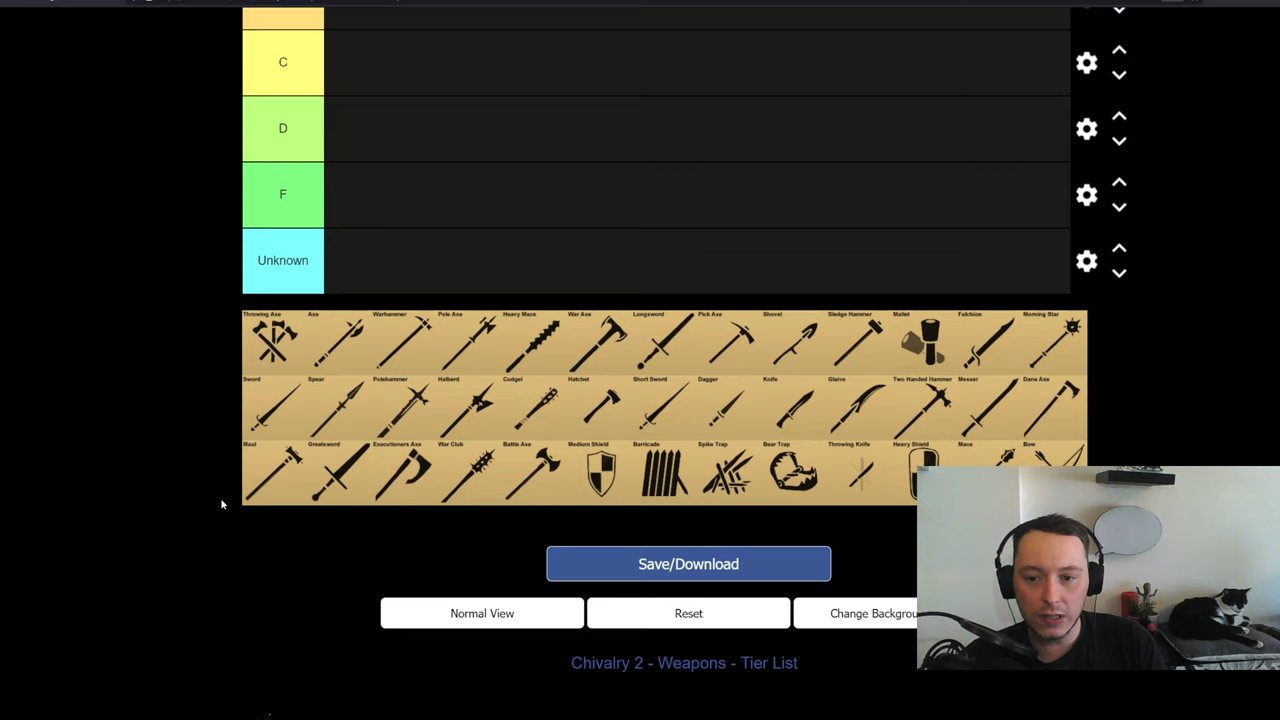 C
D
F
Unknown
Throwing Axe Axe Warhammer Pole Axe Heavy Mace War Axe Longsword Pick Axe Shovel Sledge Hammer Mallet Falchion Morning Star
Sword Spear Polehammer Halberd Cudgel Hatchet Short Sword Dagger Knife Glaive Two Handed Hammer Messer Dane Axe
Maul Greatsword Executioners Axe War Club Battle Axe Medium Shield Barricade Spike Trap Bear Trap Throwing Knife Heavy Shield Mace Bow
Save/Download
Normal View Reset Change
Chivalry 2 - Weapons - Tier List